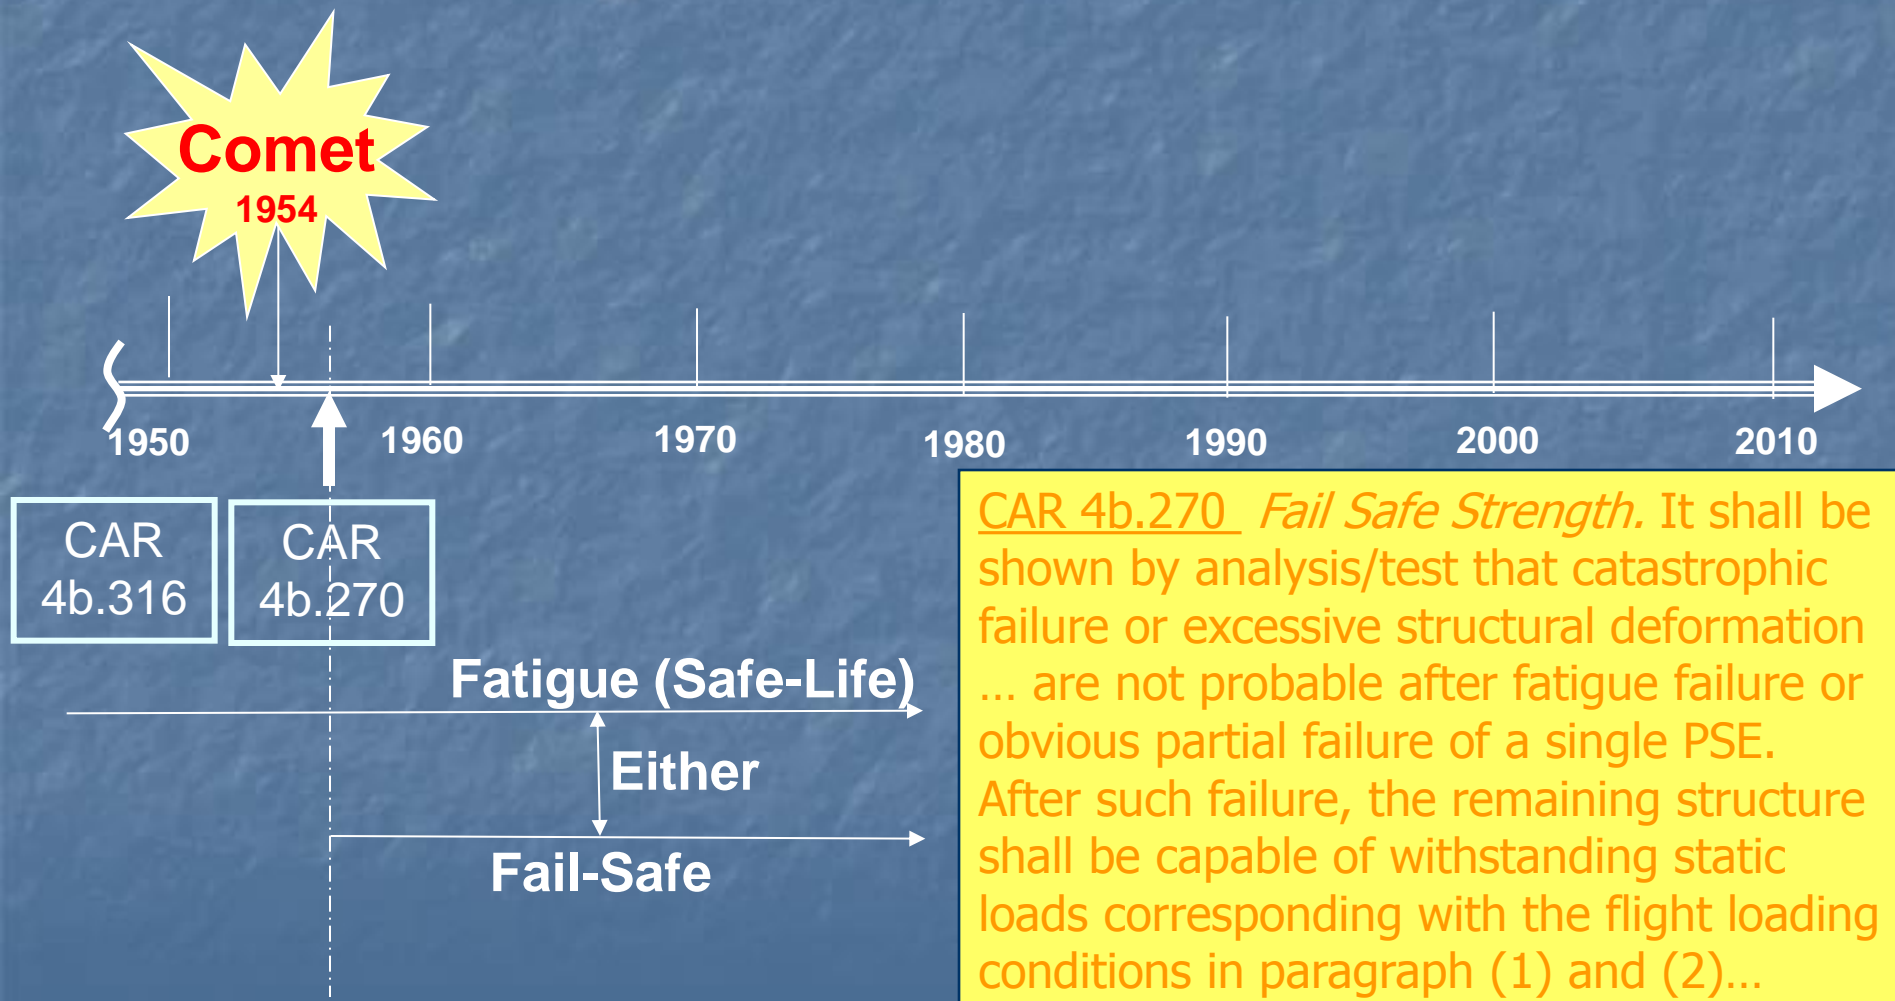 Comet
1954
1950
1960
1970
1980
1990
2000
2010
CAR
4b.316
CAR
4b.270
Fatigue (Safe-Life)
Either
Fail-Safe
CAR 4b.270 Fail Safe Strength. It shall be
shown by analysis/test that catastrophic
failure or excessive structural deformation
… are not probable after fatigue failure or
obvious partial failure of a single PSE.
After such failure, the remaining structure
shall be capable of withstanding static
loads corresponding with the flight loading
conditions in paragraph (1) and (2)…